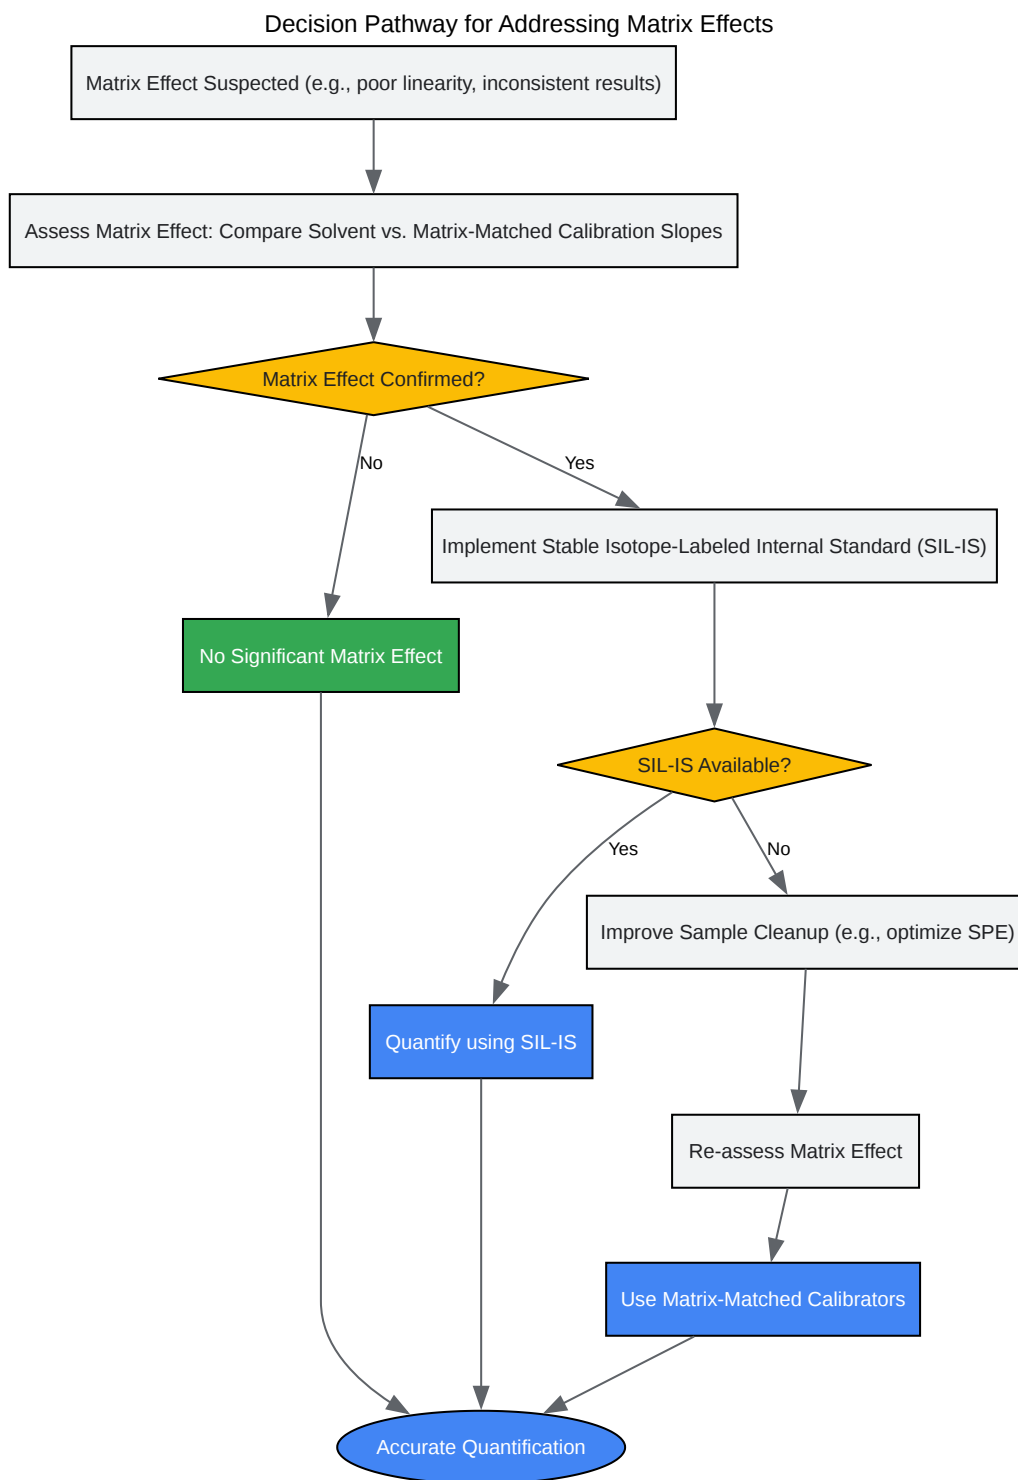 Decision Pathway for Addressing Matrix Effects
Matrix Effect Suspected (e.g., poor linearity, inconsistent results)
Assess Matrix Effect: Compare Solvent vs. Matrix-Matched Calibration Slopes
Matrix Effect Confirmed?
No
Yes
Implement Stable Isotope-Labeled Internal Standard (SIL-IS)
No Significant Matrix Effect
SIL-IS Available?
Yes
No
Improve Sample Cleanup (e.g., optimize SPE)
Quantify using SIL-IS
Re-assess Matrix Effect
Use Matrix-Matched Calibrators
Accurate Quantification